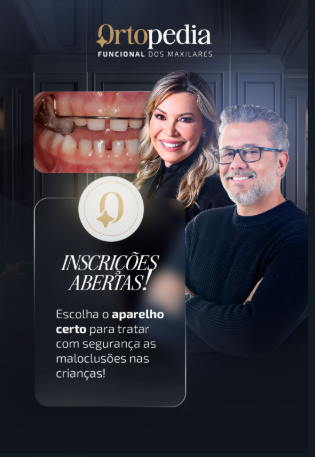 Ortopedia
FUNCIONAL DOS MAXILARES
INSCRIÇÕES
ABERTAS!
Escolha o aparelho
certo para tratar
com segurança as
maloclusões nas
crianças!